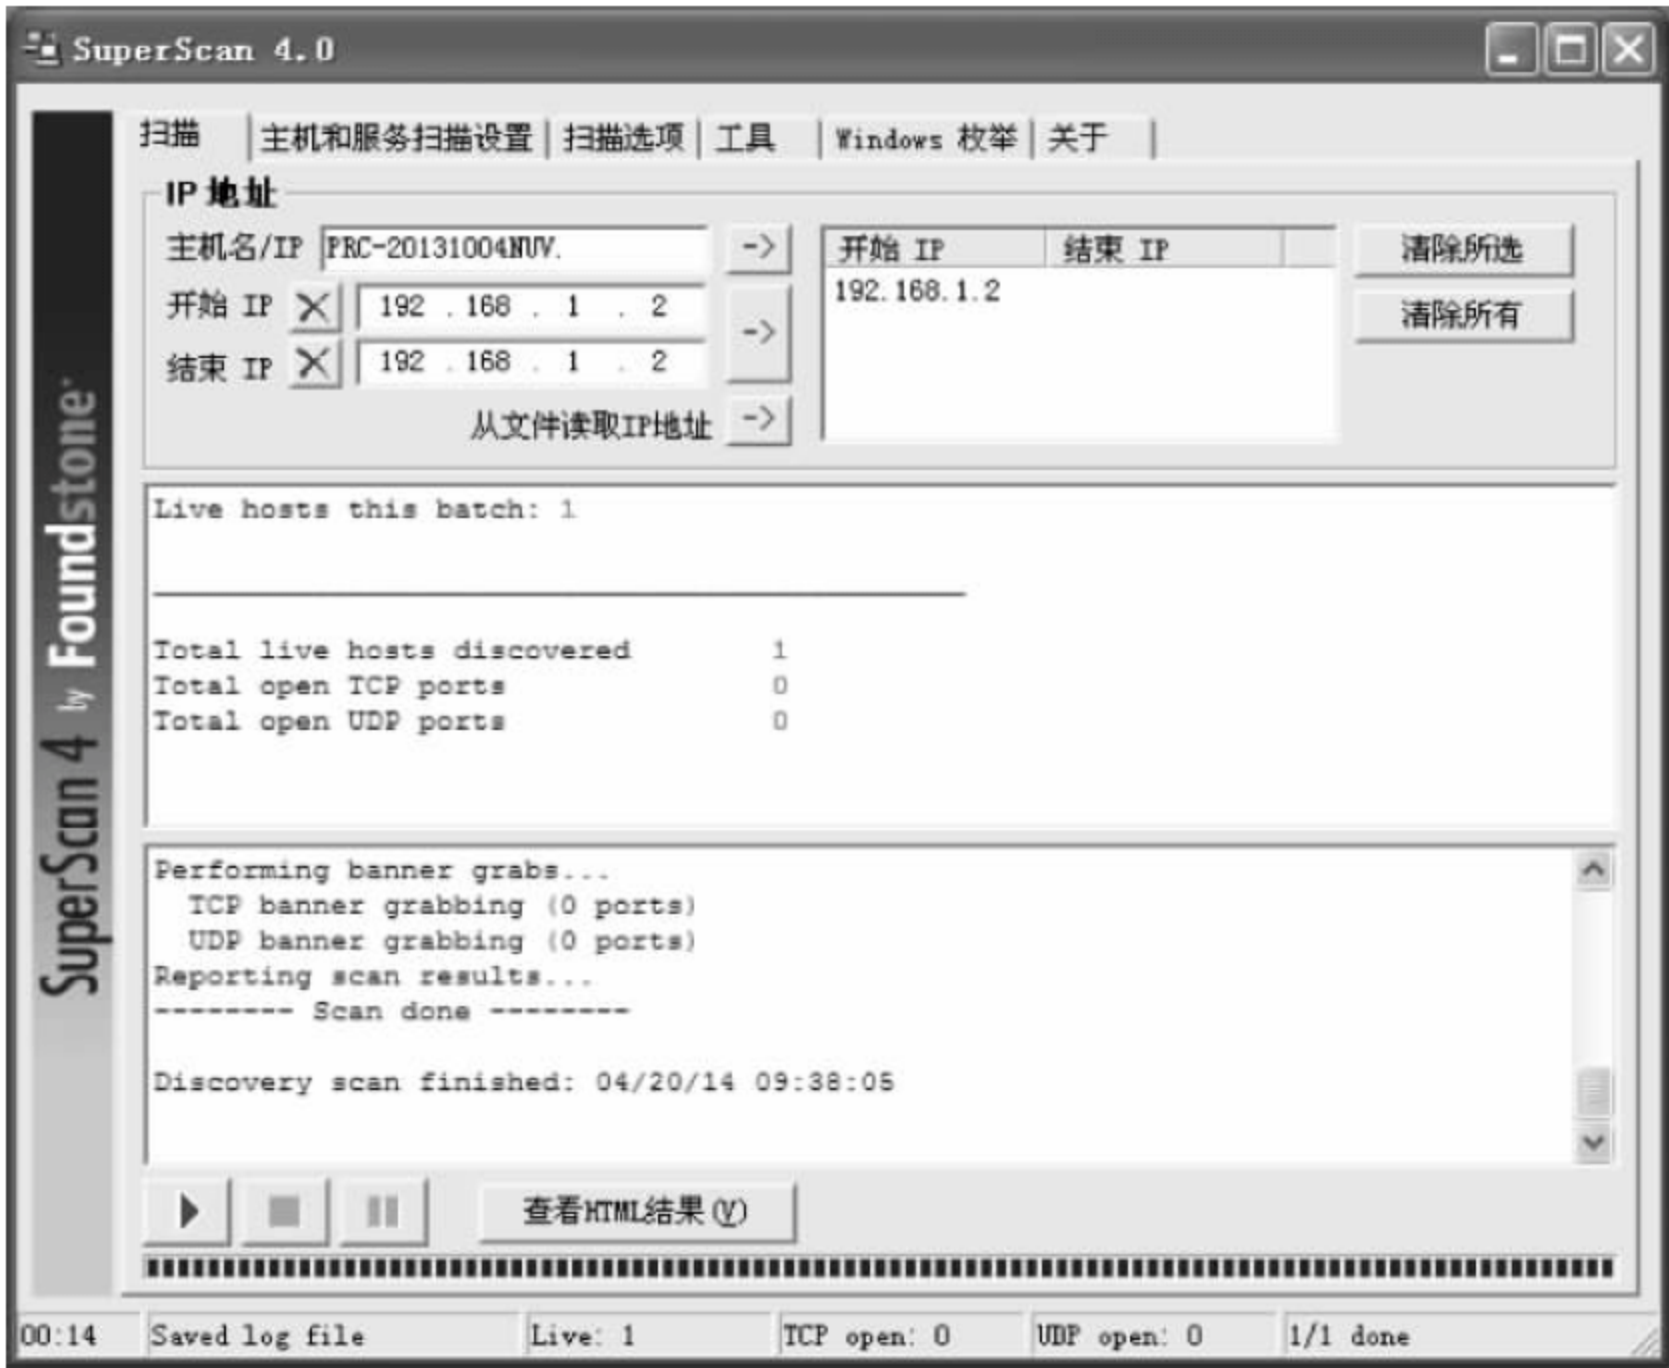 SuperScan 4.0
扫描 主机和服务扫描设置 扫描选项 工具 Windows 枚举 关于
IP 地址
主机名/IP PRC-20131004NUV. -> 开始 IP 结束 IP 清除所选
开始 IP 192 . 168 . 1 . 2 -> 192.168.1.2 清除所有
结束 IP 192 . 168 . 1 . 2
从文件读取IP地址 ->
Live hosts this batch: 1
Total live hosts discovered 1
Total open TCP ports 0
Total open UDP ports 0
Performing banner grabs...
TCP banner grabbing (0 ports)
UDP banner grabbing (0 ports)
Reporting scan results...
-------- Scan done --------
Discovery scan finished: 04/20/14 09:38:05
查看HTML结果(V)
00:14 Saved log file Live: 1 TCP open: 0 UDP open: 0 1/1 done
SuperScan 4 by Foundstone